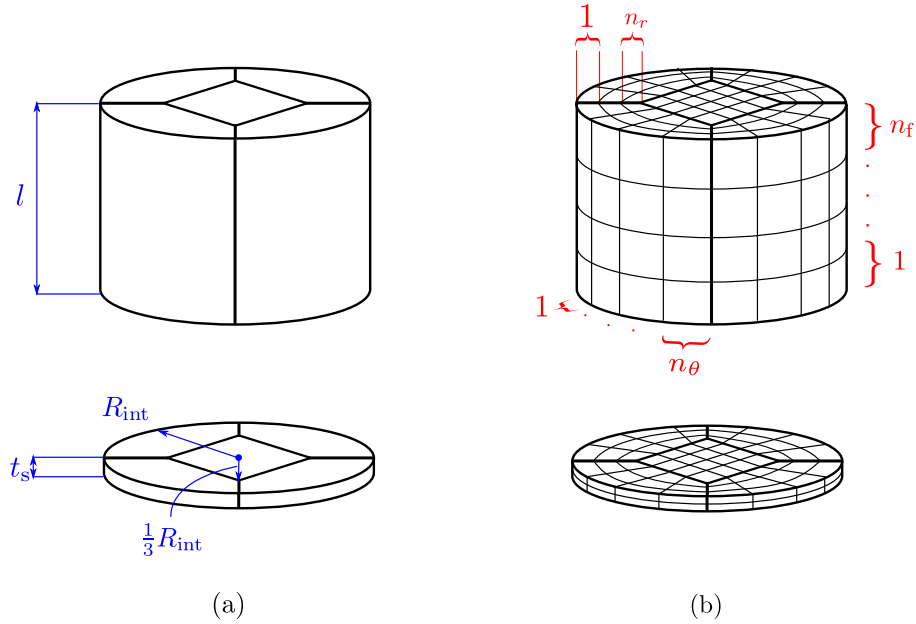 1 n_r
l
n_f
. . .
1
1
. . .
n_θ
R_int
t_s
1/3 R_int
(a) (b)